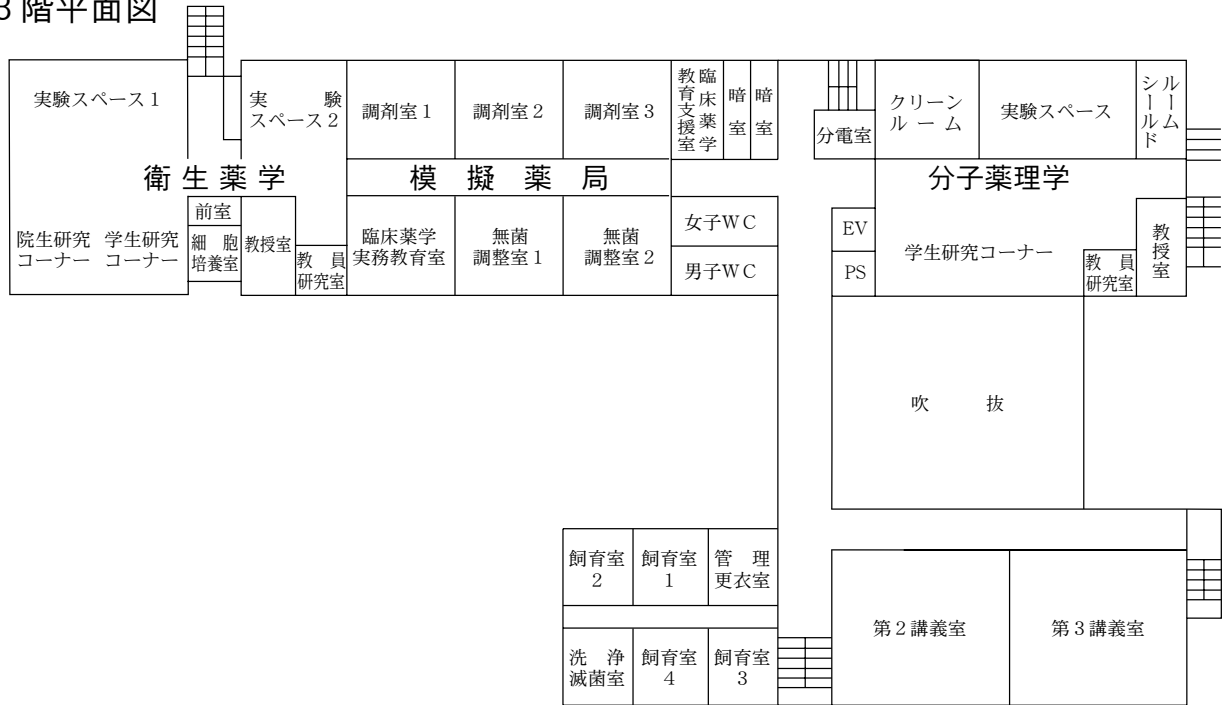 3階平面図
実験スペース1
実　験
スペース2
調剤室1
調剤室2
調剤室3
臨床薬学
教育支援室
暗室
暗室
分電室
クリーン
ルーム
実験スペース
シールド
ルーム
衛生薬学
模擬薬局
分子薬理学
院生研究
コーナー
学生研究
コーナー
前室
細胞
培養室
教授室
教員
研究室
臨床薬学
実務教育室
無菌
調整室1
無菌
調整室2
女子WC
男子WC
EV
PS
学生研究コーナー
教員
研究室
教授室
吹　抜
飼育室
2
飼育室
1
管理
更衣室
洗浄
滅菌室
飼育室
4
飼育室
3
第2講義室
第3講義室